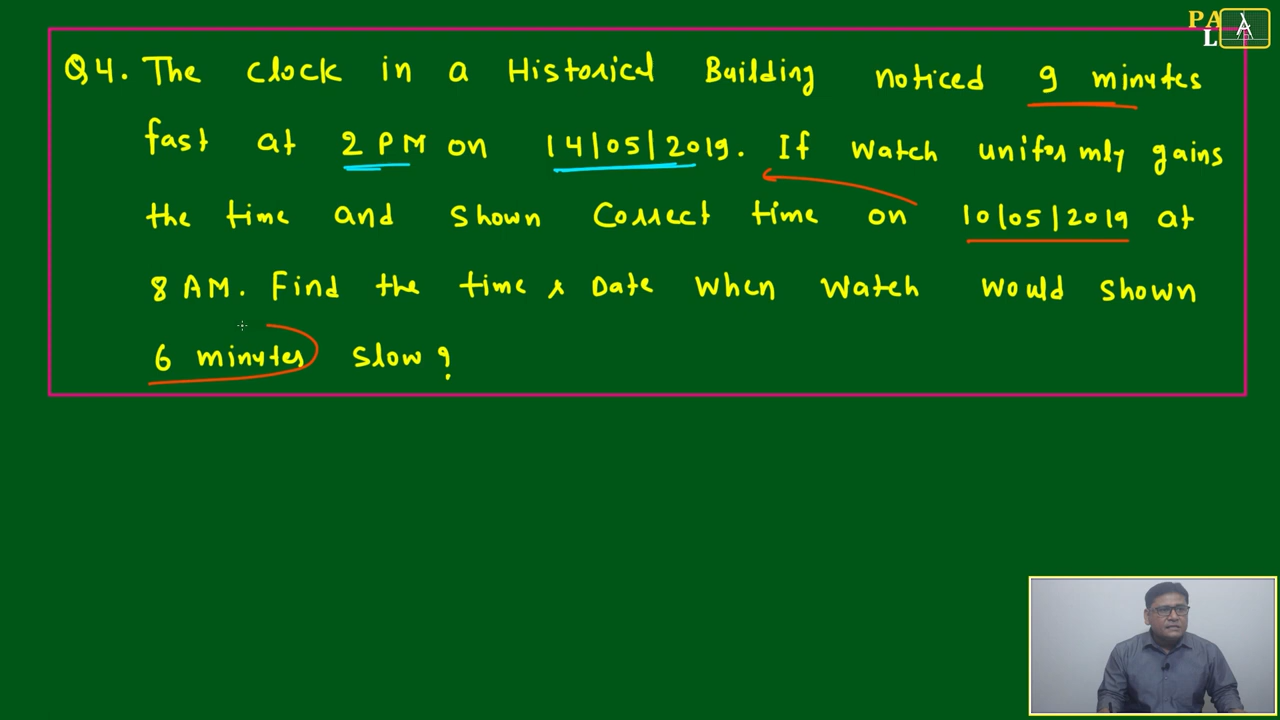 PA
L A
Q4. The clock in a Historical Building noticed 9 minutes
fast at 2 PM on 14/05/2019. If watch uniformly gains
the time and shown correct time on 10/05/2019 at
8 AM. Find the time & Date when watch would shown
6 minutes slow?